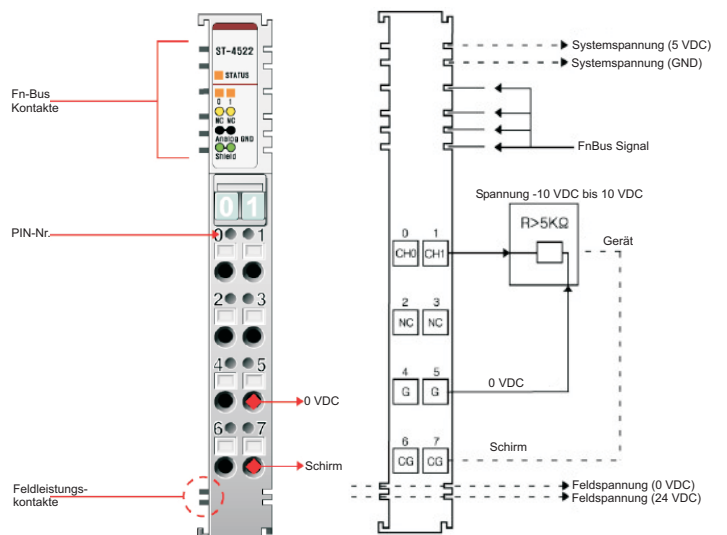 ST-4522
STATUS
0 1
NC NC
Analog GND
Shield
Fn-Bus
Kontakte
01
PIN-Nr.
0 1
2 3
4 5
0 VDC
6 7
Schirm
Feldleistungs-
kontakte
Systemspannung (5 VDC)
Systemspannung (GND)
FnBus Signal
Spannung -10 VDC bis 10 VDC
R>5KΩ
Gerät
0 1
CH0 CH1
2 3
NC NC
4 5
G G
0 VDC
6 7
CG CG
Schirm
Feldspannung (0 VDC)
Feldspannung (24 VDC)